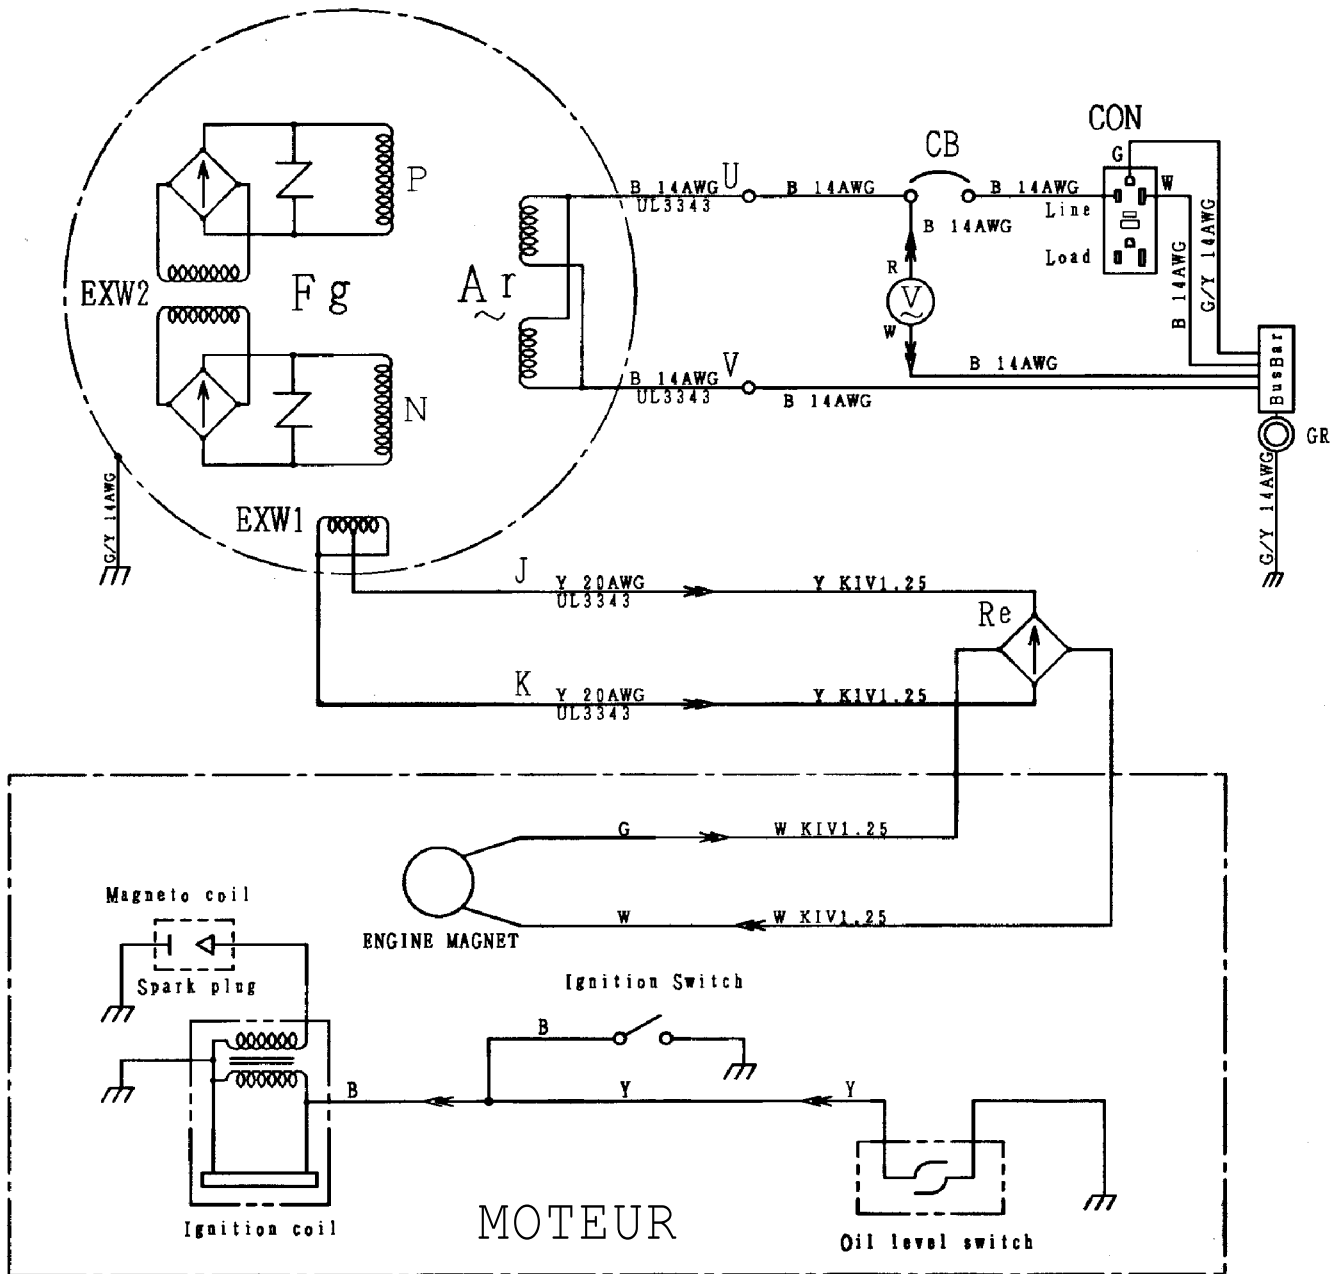 CON
CB
G
W
P
B 14AWG
UL3343
U
B 14AWG
B 14AWG
Line
B 14AWG
Load
R
V
W
B 14AWG
G/Y 14AWG
EXW2
Fg
Ar
N
B 14AWG
UL3343
V
B 14AWG
B 14AWG
BusBar
GR
G/Y 14AWG
G/Y 14AWG
EXW1
J
Y 20AWG
UL3343
Y KIV1.25
Re
K
Y 20AWG
UL3343
Y KIV1.25
G
W KIV1.25
W
W KIV1.25
ENGINE MAGNET
Magneto coil
Spark plug
Ignition Switch
B
B
Y
Y
Ignition coil
MOTEUR
Oil level switch